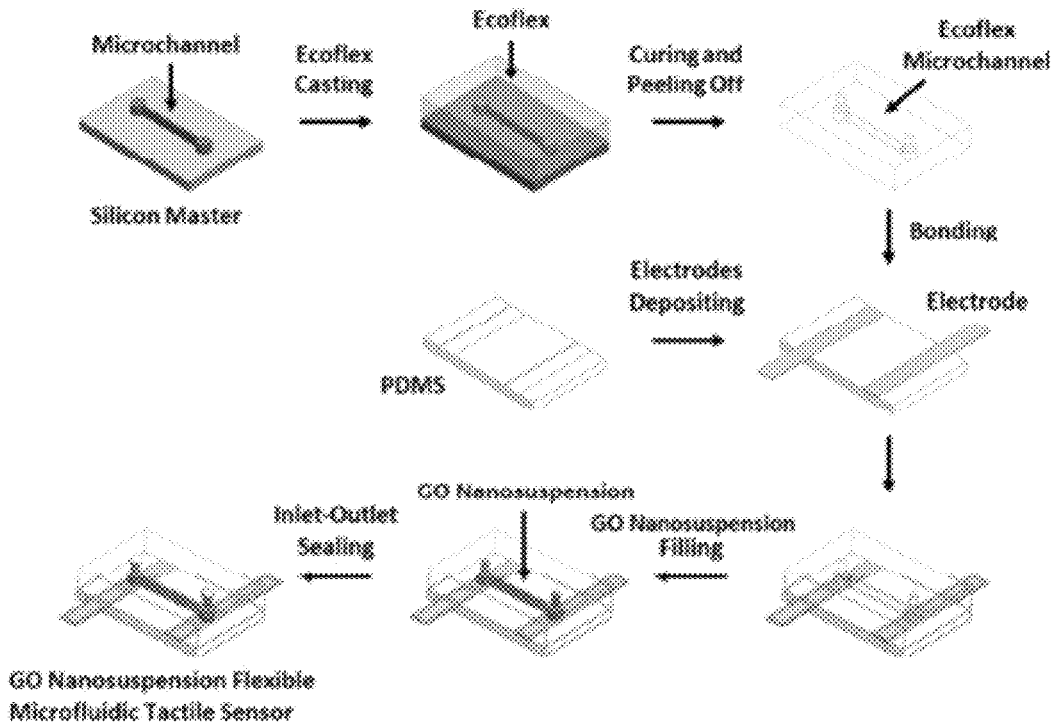 Microchannel
Ecoflex
Casting
Ecoflex
Curing and
Peeling Off
Ecoflex
Microchannel
Silicon Master
Bonding
Electrodes
Depositing
Electrode
PDMS
GO Nanosuspension
Inlet-Outlet
Sealing
GO Nanosuspension
Filling
GO Nanosuspension Flexible
Microfluidic Tactile Sensor